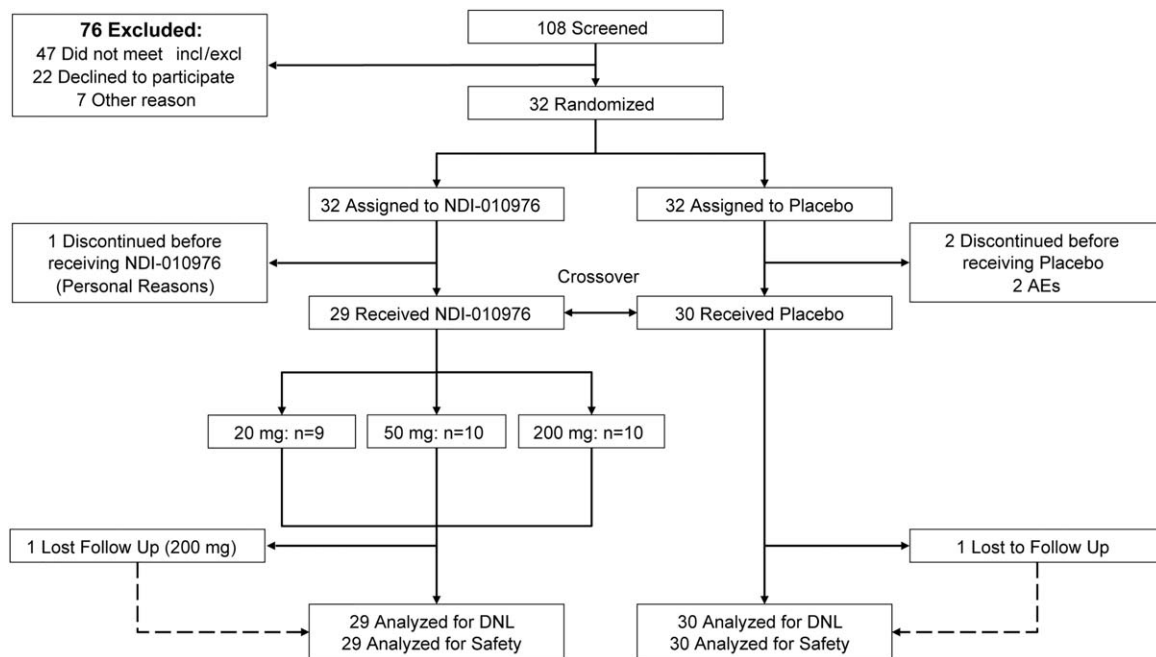 76 Excluded:
47 Did not meet incl/excl
22 Declined to participate
7 Other reason
108 Screened
32 Randomized
32 Assigned to NDI-010976
32 Assigned to Placebo
1 Discontinued before
receiving NDI-010976
(Personal Reasons)
2 Discontinued before
receiving Placebo
2 AEs
Crossover
29 Received NDI-010976
30 Received Placebo
20 mg: n=9
50 mg: n=10
200 mg: n=10
1 Lost Follow Up (200 mg)
1 Lost to Follow Up
29 Analyzed for DNL
29 Analyzed for Safety
30 Analyzed for DNL
30 Analyzed for Safety